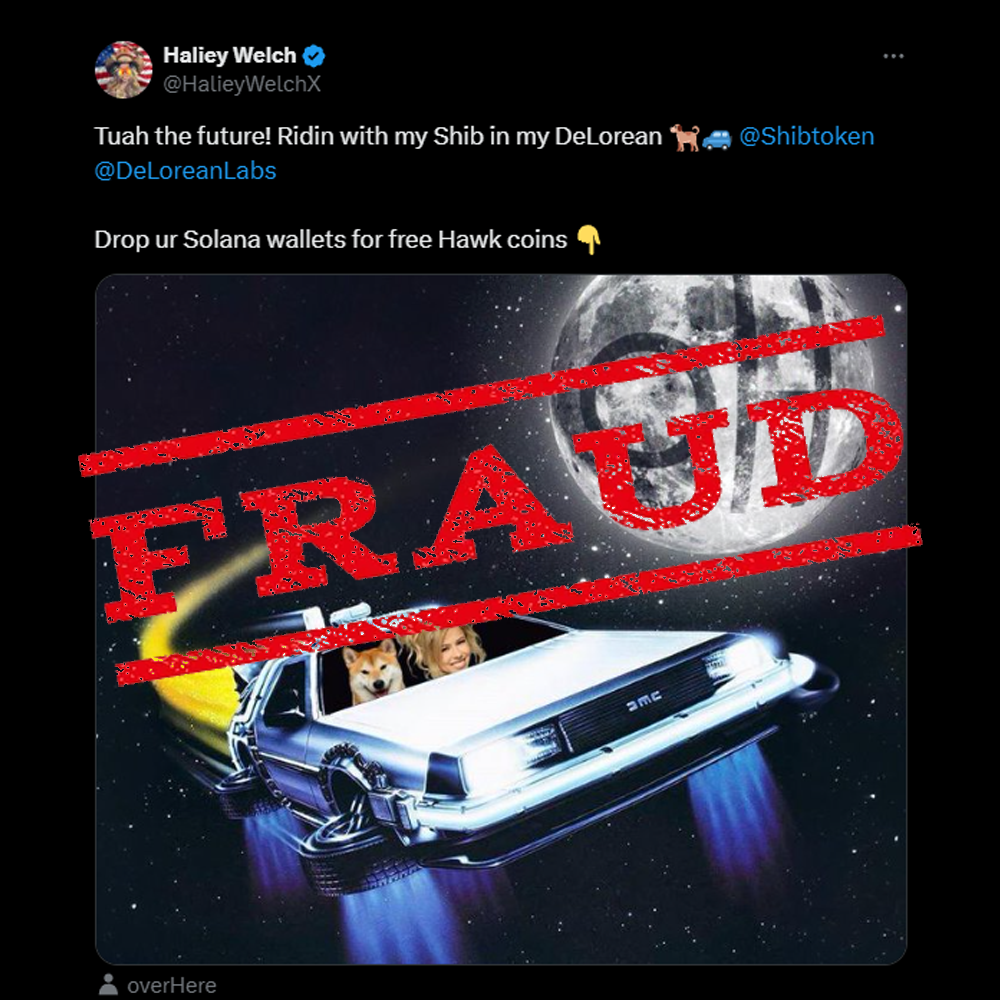 Haliey Welch
@HalieyWelchX
Tuah the future! Ridin with my Shib in my DeLorean 🐕🚙 @Shibtoken
@DeLoreanLabs
Drop ur Solana wallets for free Hawk coins 👇
FRAUD
DMC
overHere